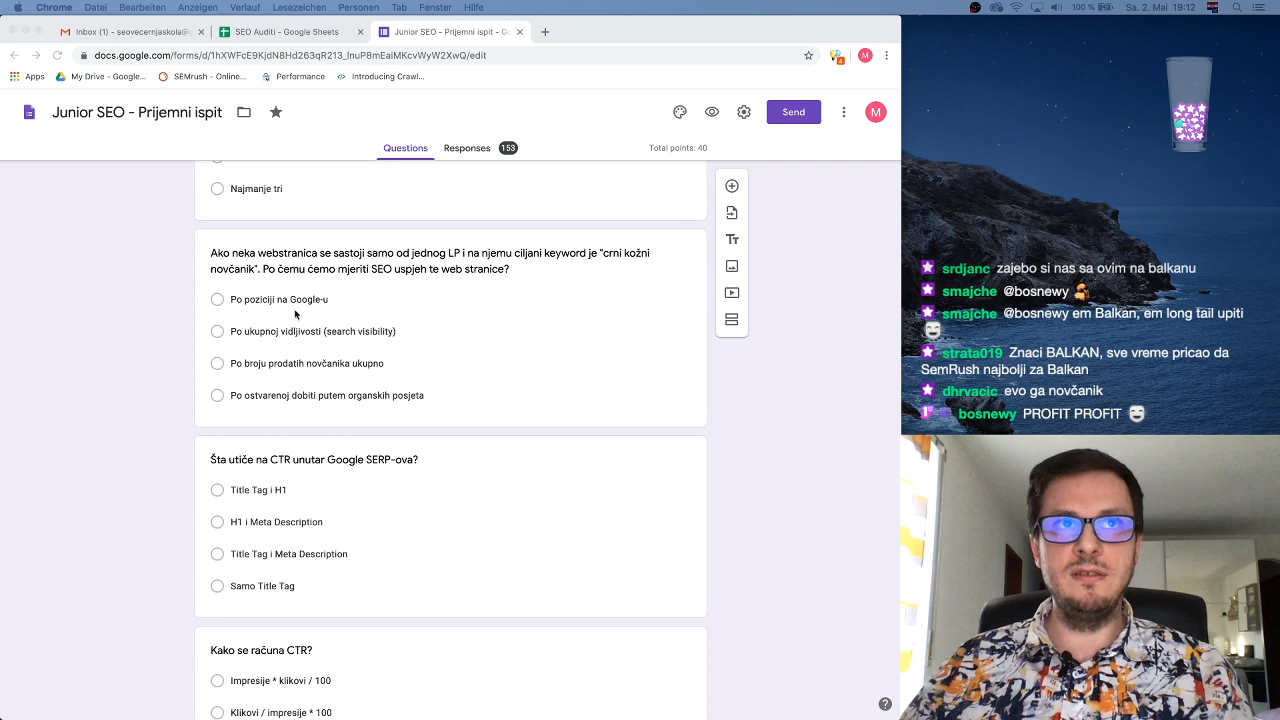 Chrome Datei Bearbeiten Anzeigen Verlauf Lesezeichen Personen Tab Fenster Hilfe 100 % Sa. 2. Mai 19:12
Inbox (1) - seovecernjaskola@g
SEO Auditi - Google Sheets
Junior SEO - Prijemni ispit - G
docs.google.com/forms/d/1hXWFcE9KjdN8Hd263qR213_lnuP8mEaiMKcvWyW2XwQ/edit
Apps My Drive - Google... SEMrush - Online... Performance Introducing Crawl...
Junior SEO - Prijemni ispit
Send
M
Questions Responses 153 Total points: 40
Najmanje tri
Ako neka webstranica se sastoji samo od jednog LP i na njemu ciljani keyword je "crni kožni
novčanik". Po čemu ćemo mjeriti SEO uspjeh te web stranice?
Po poziciji na Google-u
Po ukupnoj vidljivosti (search visibility)
Po broju prodatih novčanika ukupno
Po oštvarenoj dobiti putem organskih posjeta
Šta utiče na CTR unutar Google SERP-ova?
Title Tag i H1
H1 i Meta Description
Title Tag i Meta Description
Samo Title Tag
Kako se računa CTR?
Impresije * klikovi / 100
Klikovi / impresije * 100
srdjanc zajebo si nas sa ovim na balkanu
smajche @bosnewy
smajche @bosnewy em Balkan, em long tail upiti
strata019 Znaci BALKAN, sve vreme pricao da
SemRush najbolji za Balkan
dhrvacic evo ga novčanik
bosnewy PROFIT PROFIT